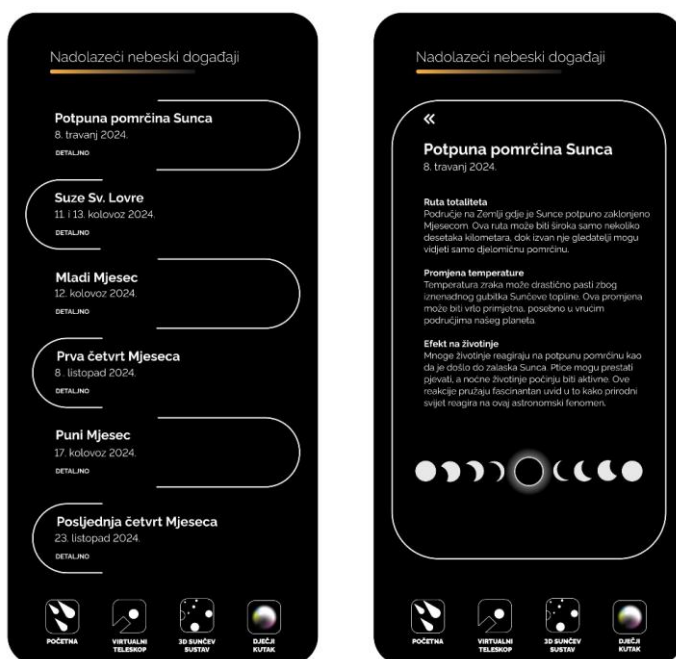 Nadolazeći nebeski događaji
Potpuna pomrčina Sunca
8. travanj 2024.
DETALJNO
Suze Sv. Lovre
11. i 13. kolovoz 2024.
DETALJNO
Mladi Mjesec
12. kolovoz 2024.
DETALJNO
Prva četvrt Mjeseca
8. listopad 2024.
DETALJNO
Puni Mjesec
17. kolovoz 2024.
DETALJNO
Posljednja četvrt Mjeseca
23. listopad 2024.
DETALJNO
POČETNA
VIRTUALNI
TELESKOP
3D SUNČEV
SUSTAV
DJEČJI
KUTAK
Nadolazeći nebeski događaji
Potpuna pomrčina Sunca
8. travanj 2024.
Ruta totaliteta
Područje na Zemlji gdje je Sunce potpuno zaklonjeno
Mjesecom. Ova ruta može biti široka samo nekoliko
desetaka kilometara, dok izvan nje gledatelji mogu
vidjeti samo djelomičnu pomrčinu.
Promjena temperature
Temperatura zraka može drastično pasti zbog
iznenadnog gubitka Sunčeve topline. Ova promjena
može biti vrlo primjetna, posebno u vrućim
područjima našeg planeta.
Efekt na životinje
Mnoge životinje reagiraju na potpunu pomrčinu kao
da je došlo do zalaska Sunca. Ptice mogu prestati
pjevati, a noćne životinje počinju biti aktivne. Ove
reakcije pružaju fascinantan uvid u to kako prirodni
svijet reagira na ovaj astronomski fenomen.
POČETNA
VIRTUALNI
TELESKOP
3D SUNČEV
SUSTAV
DJEČJI
KUTAK